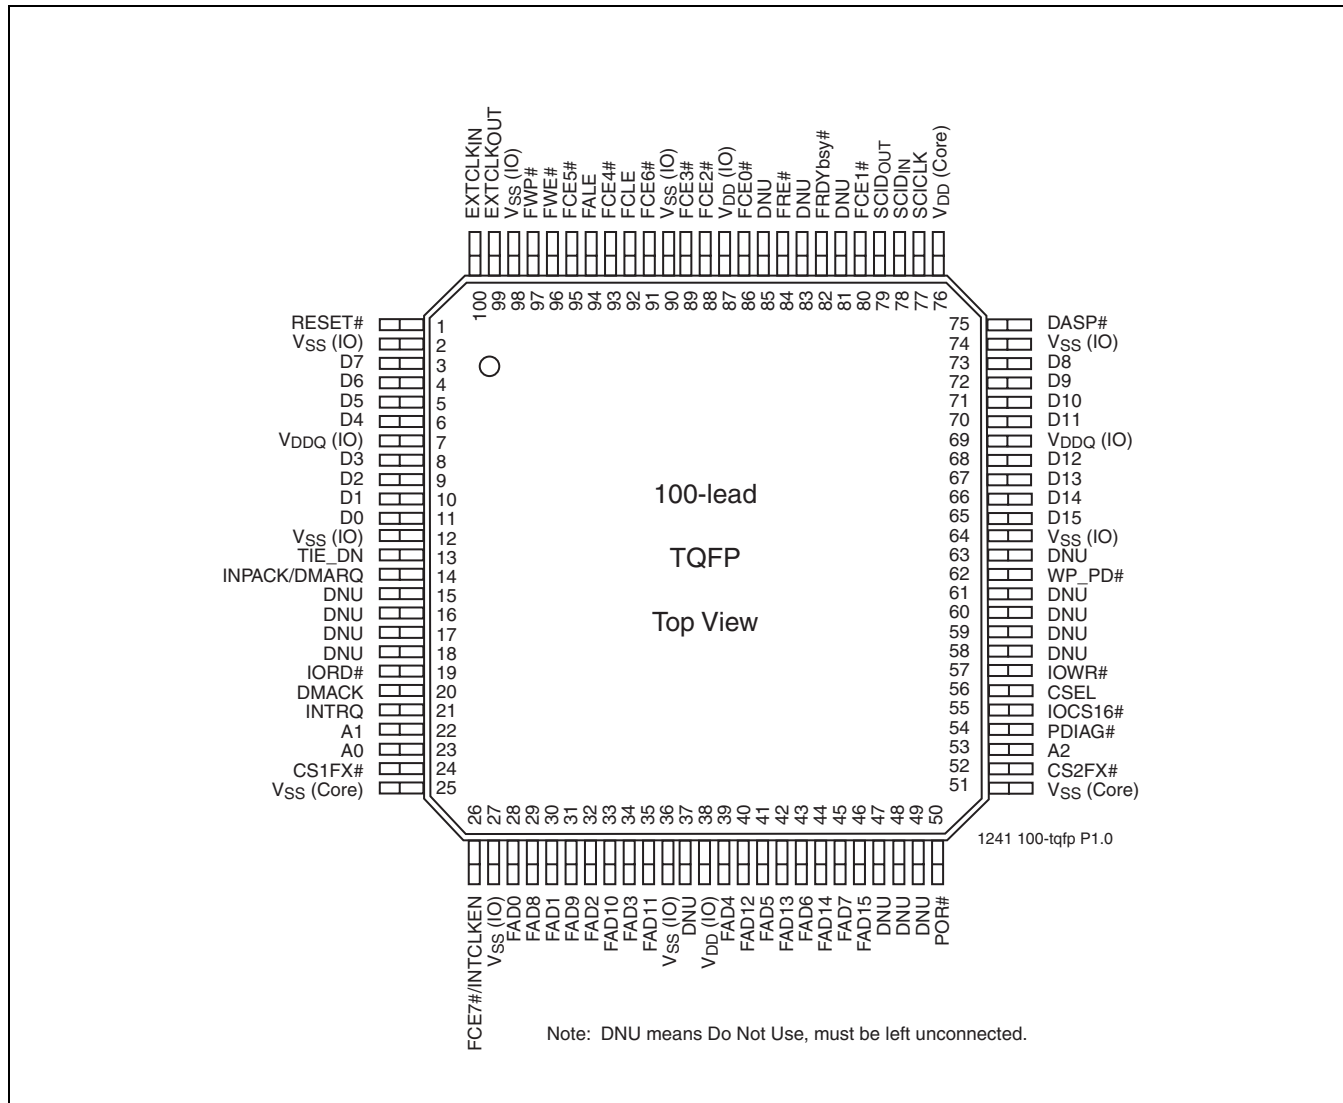 EXTCLKIN
EXTCLKOUT
VSS (IO)
FWP#
FWE#
FCE5#
FALE
FCE4#
FCLE
FCE6#
VSS (IO)
FCE3#
FCE2#
VDD (IO)
FCE0#
DNU
FRE#
DNU
FRDYbsy#
DNU
FCE1#
SCIDOUT
SCIDIN
SCICLK
VDD (Core)
100 99 98 97 96 95 94 93 92 91 90 89 88 87 86 85 84 83 82 81 80 79 78 77 76
RESET# 1 75 DASP#
VSS (IO) 2 74 VSS (IO)
D7 3 73 D8
D6 4 72 D9
D5 5 71 D10
D4 6 70 D11
VDDQ (IO) 7 69 VDDQ (IO)
D3 8 68 D12
D2 9 67 D13
D1 10 66 D14
D0 11 65 D15
VSS (IO) 12 64 VSS (IO)
TIE_DN 13 63 DNU
INPACK/DMARQ 14 62 WP_PD#
DNU 15 61 DNU
DNU 16 60 DNU
DNU 17 59 DNU
DNU 18 58 DNU
IORD# 19 57 IOWR#
DMACK 20 56 CSEL
INTRQ 21 55 IOCS16#
A1 22 54 PDIAG#
A0 23 53 A2
CS1FX# 24 52 CS2FX#
VSS (Core) 25 51 VSS (Core)
100-lead
TQFP
Top View
26 27 28 29 30 31 32 33 34 35 36 37 38 39 40 41 42 43 44 45 46 47 48 49 50
1241 100-tqfp P1.0
FCE7#/INTCLKEN
VSS (IO)
FAD0
FAD8
FAD1
FAD9
FAD2
FAD10
FAD3
FAD11
VSS (IO)
DNU
VDD (IO)
FAD4
FAD12
FAD5
FAD13
FAD6
FAD14
FAD7
FAD15
DNU
DNU
DNU
POR#
Note: DNU means Do Not Use, must be left unconnected.